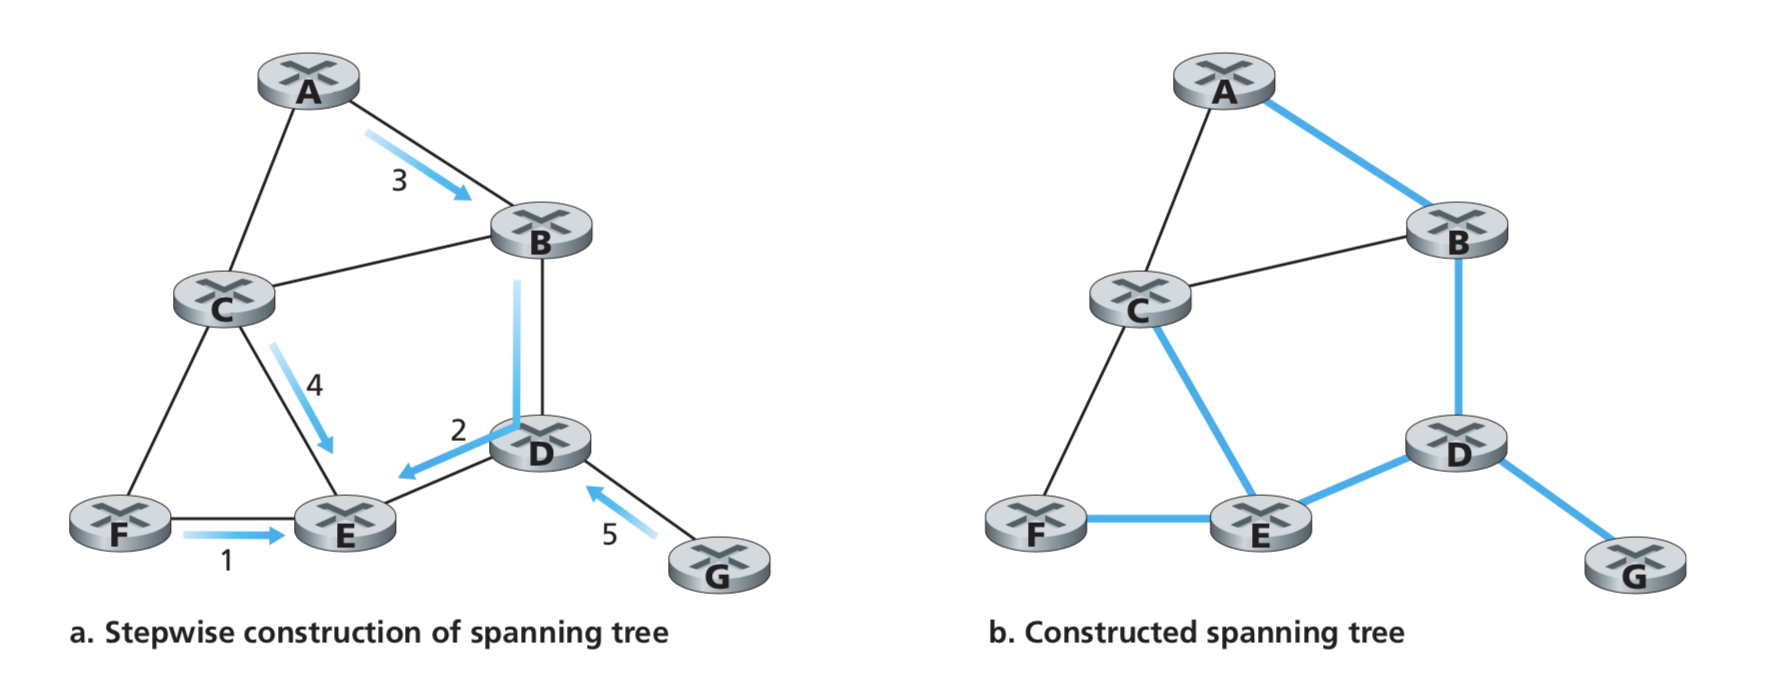 A
3
B
C
4
2
D
F
E
5
1
G
a. Stepwise construction of spanning tree
A
B
C
D
F
E
G
b. Constructed spanning tree